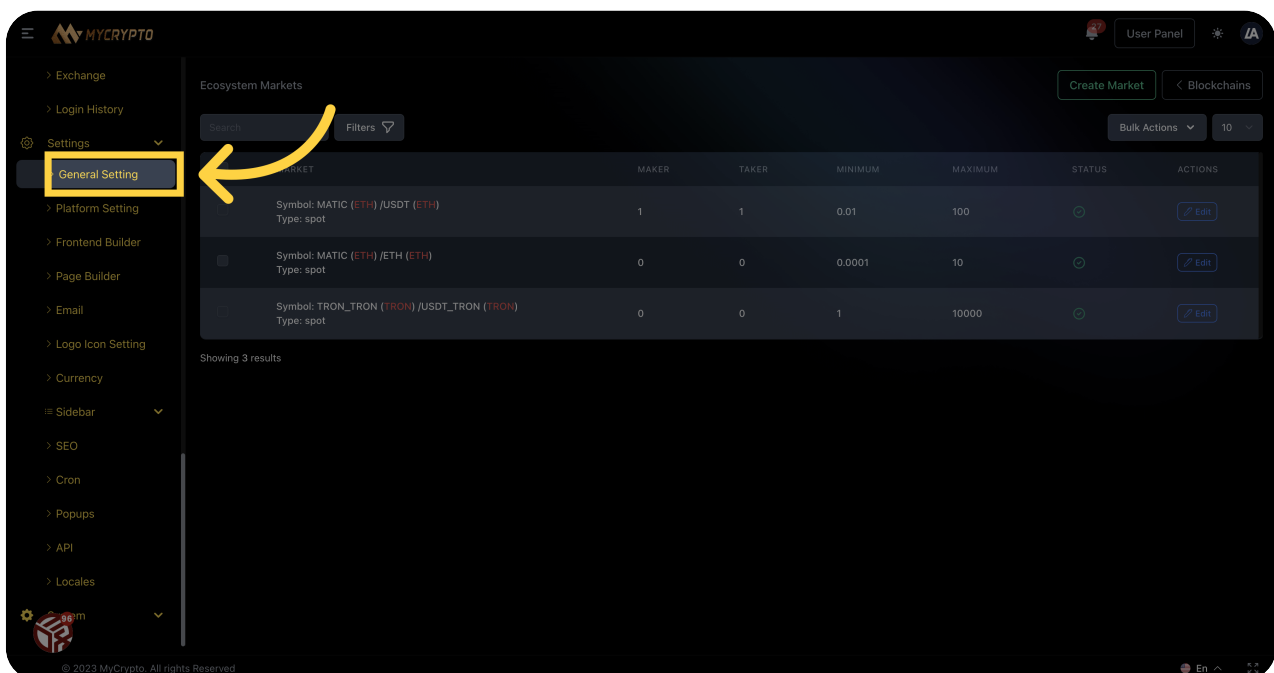 MYCRYPTO
27
User Panel
Exchange
Login History
Settings
General Setting
Platform Setting
Frontend Builder
Page Builder
Email
Logo Icon Setting
Currency
Sidebar
SEO
Cron
Popups
API
Locales
96
Ecosystem Markets
Create Market
Blockchains
Search
Filters
Bulk Actions
10
MAKER TAKER MINIMUM MAXIMUM STATUS ACTIONS
Symbol: MATIC (ETH) /USDT (ETH)
Type: spot
1 1 0.01 100 Edit
Symbol: MATIC (ETH) /ETH (ETH)
Type: spot
0 0 0.0001 10 Edit
Symbol: TRON_TRON (TRON) /USDT_TRON (TRON)
Type: spot
0 0 1 10000 Edit
Showing 3 results
© 2023 MyCrypto. All rights Reserved
En